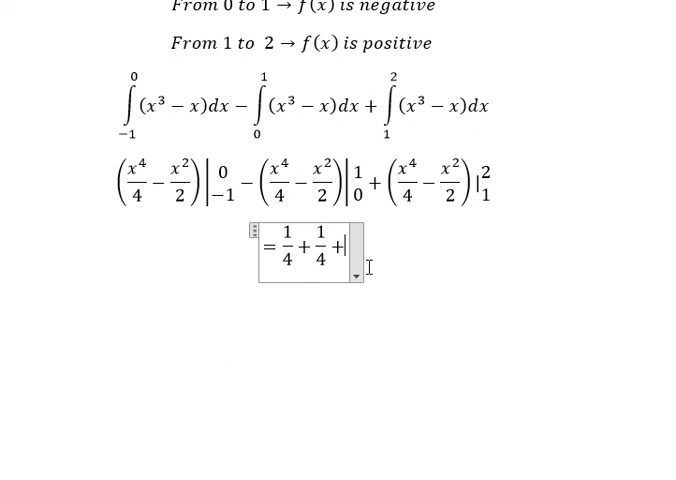 From 0 to 1 → f(x) is negative
From 1 to 2 → f(x) is positive
∫_{-1}^{0}(x³ − x)dx − ∫_{0}^{1}(x³ − x)dx + ∫_{1}^{2}(x³ − x)dx
(x⁴/4 − x²/2)|_{-1}^{0} − (x⁴/4 − x²/2)|_{0}^{1} + (x⁴/4 − x²/2)|_{1}^{2}
= 1/4 + 1/4 +